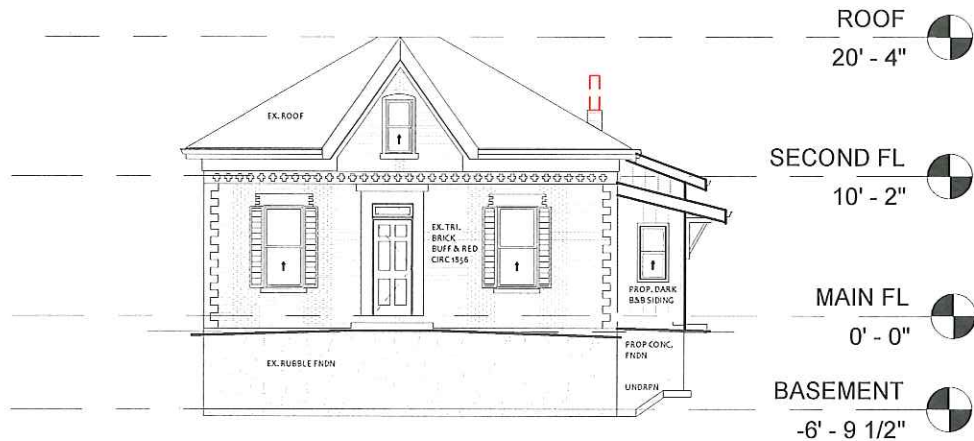 ROOF
20' - 4"
EX. ROOF
SECOND FL
10' - 2"
EX. TRI.
BRICK
BUFF & RED
CIRC 1856
PROP. DARK
B&B SIDING
MAIN FL
0' - 0"
PROP CONC.
FNDN
EX. RUBBLE FNDN
UNDRPN
BASEMENT
-6' - 9 1/2"